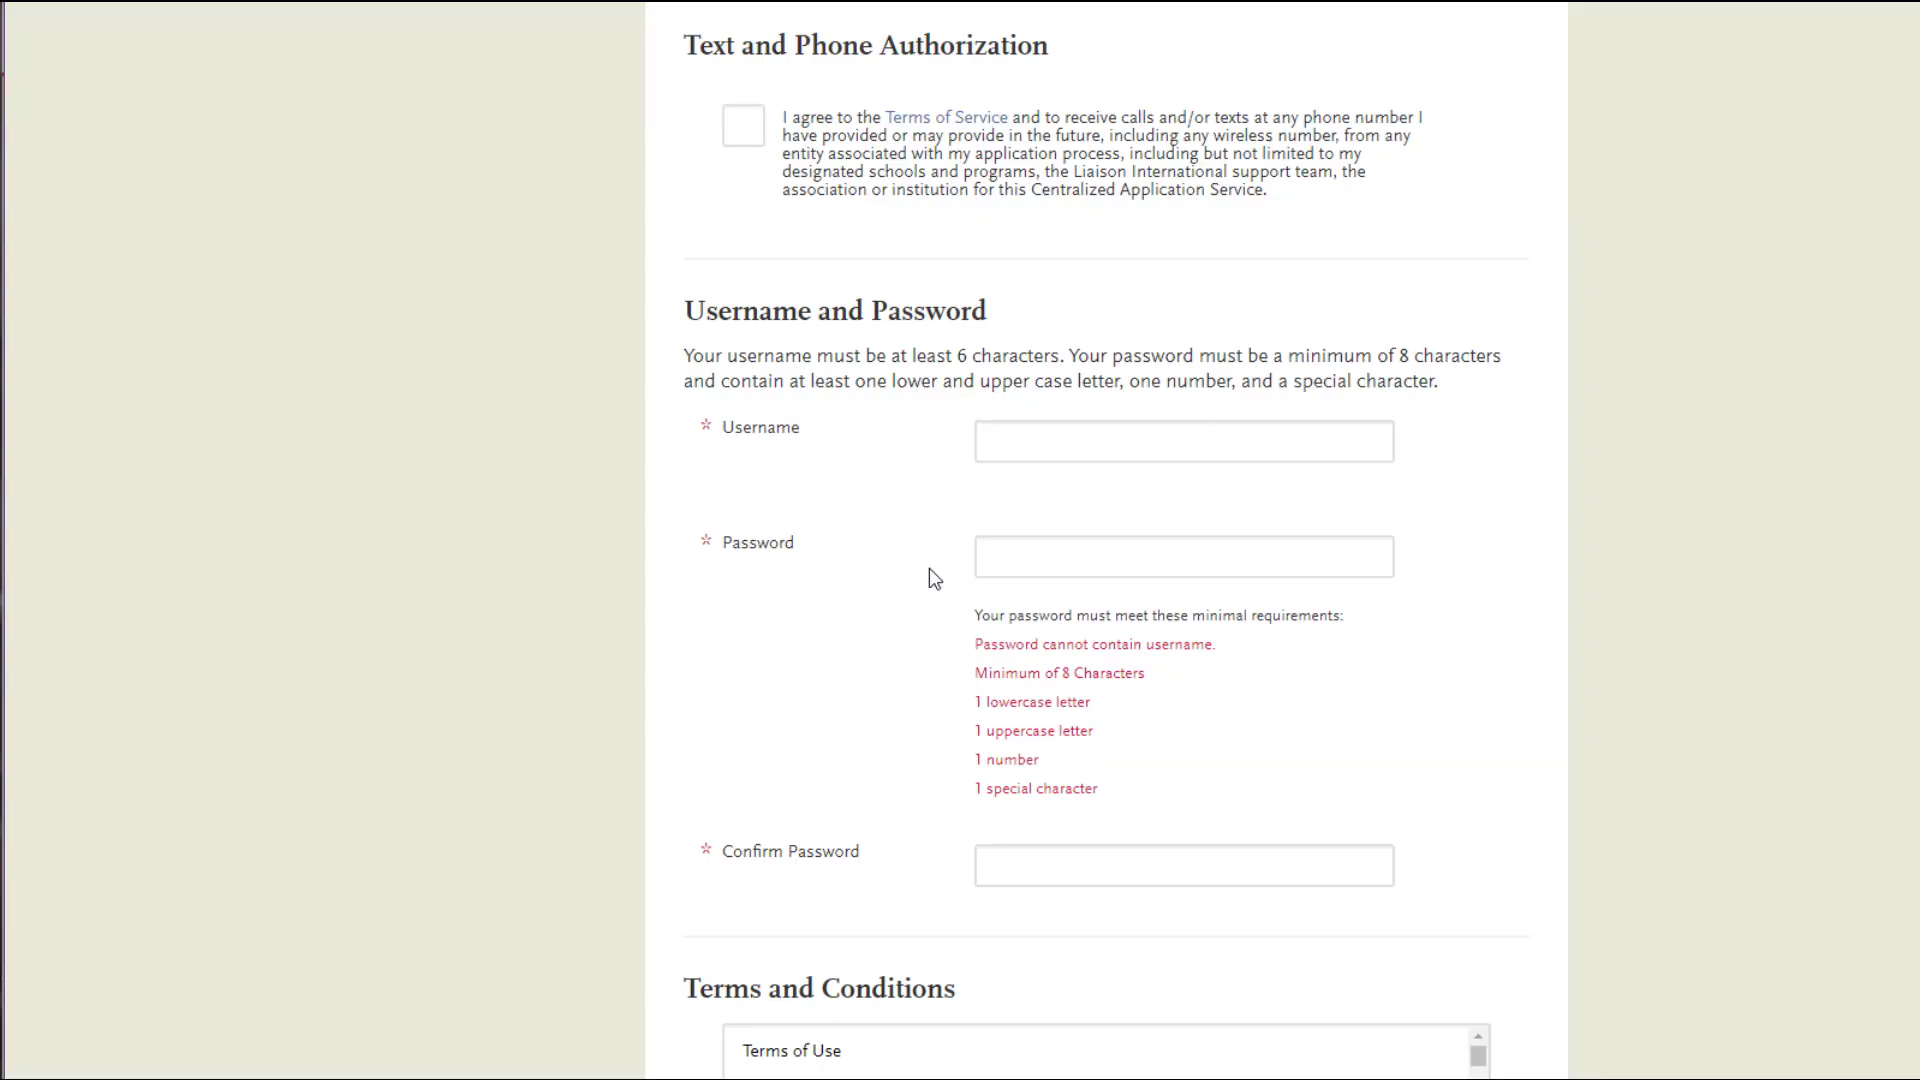 Text and Phone Authorization
I agree to the Terms of Service and to receive calls and/or texts at any phone number I
have provided or may provide in the future, including any wireless number, from any
entity associated with my application process, including but not limited to my
designated schools and programs, the Liaison International support team, the
association or institution for this Centralized Application Service.
Username and Password
Your username must be at least 6 characters. Your password must be a minimum of 8 characters
and contain at least one lower and upper case letter, one number, and a special character.
* Username
* Password
Your password must meet these minimal requirements:
Password cannot contain username.
Minimum of 8 Characters
1 lowercase letter
1 uppercase letter
1 number
1 special character
* Confirm Password
Terms and Conditions
Terms of Use